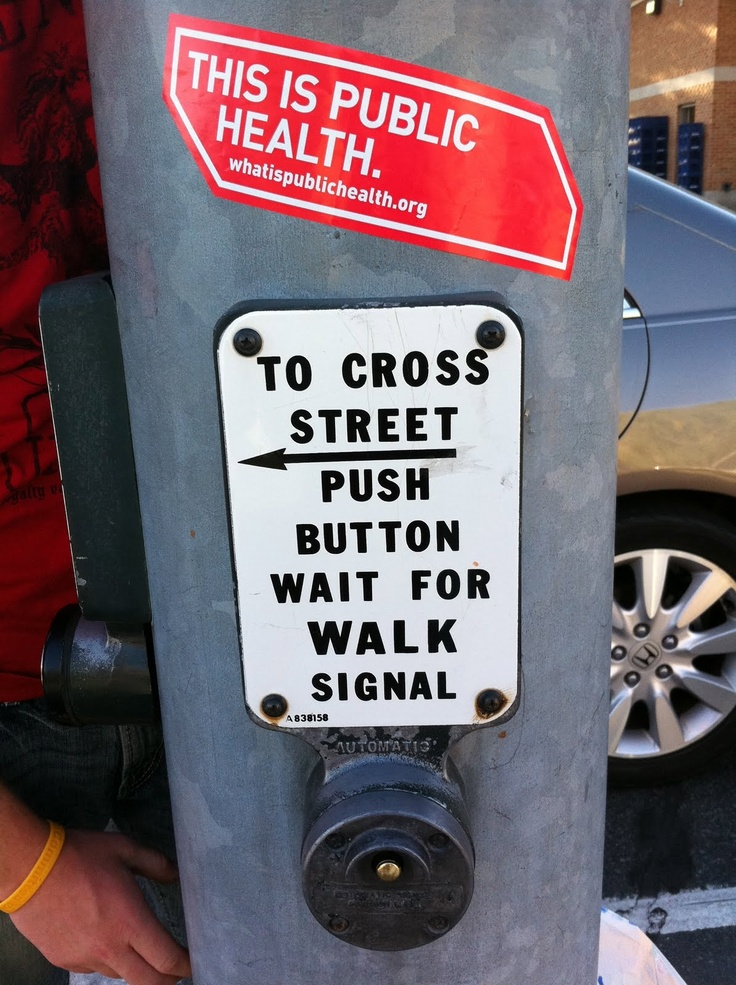 THIS IS PUBLIC
HEALTH.
whatispublichealth.org
TO CROSS
STREET
PUSH
BUTTON
WAIT FOR
WALK
SIGNAL
A838158
AUTOMATIC